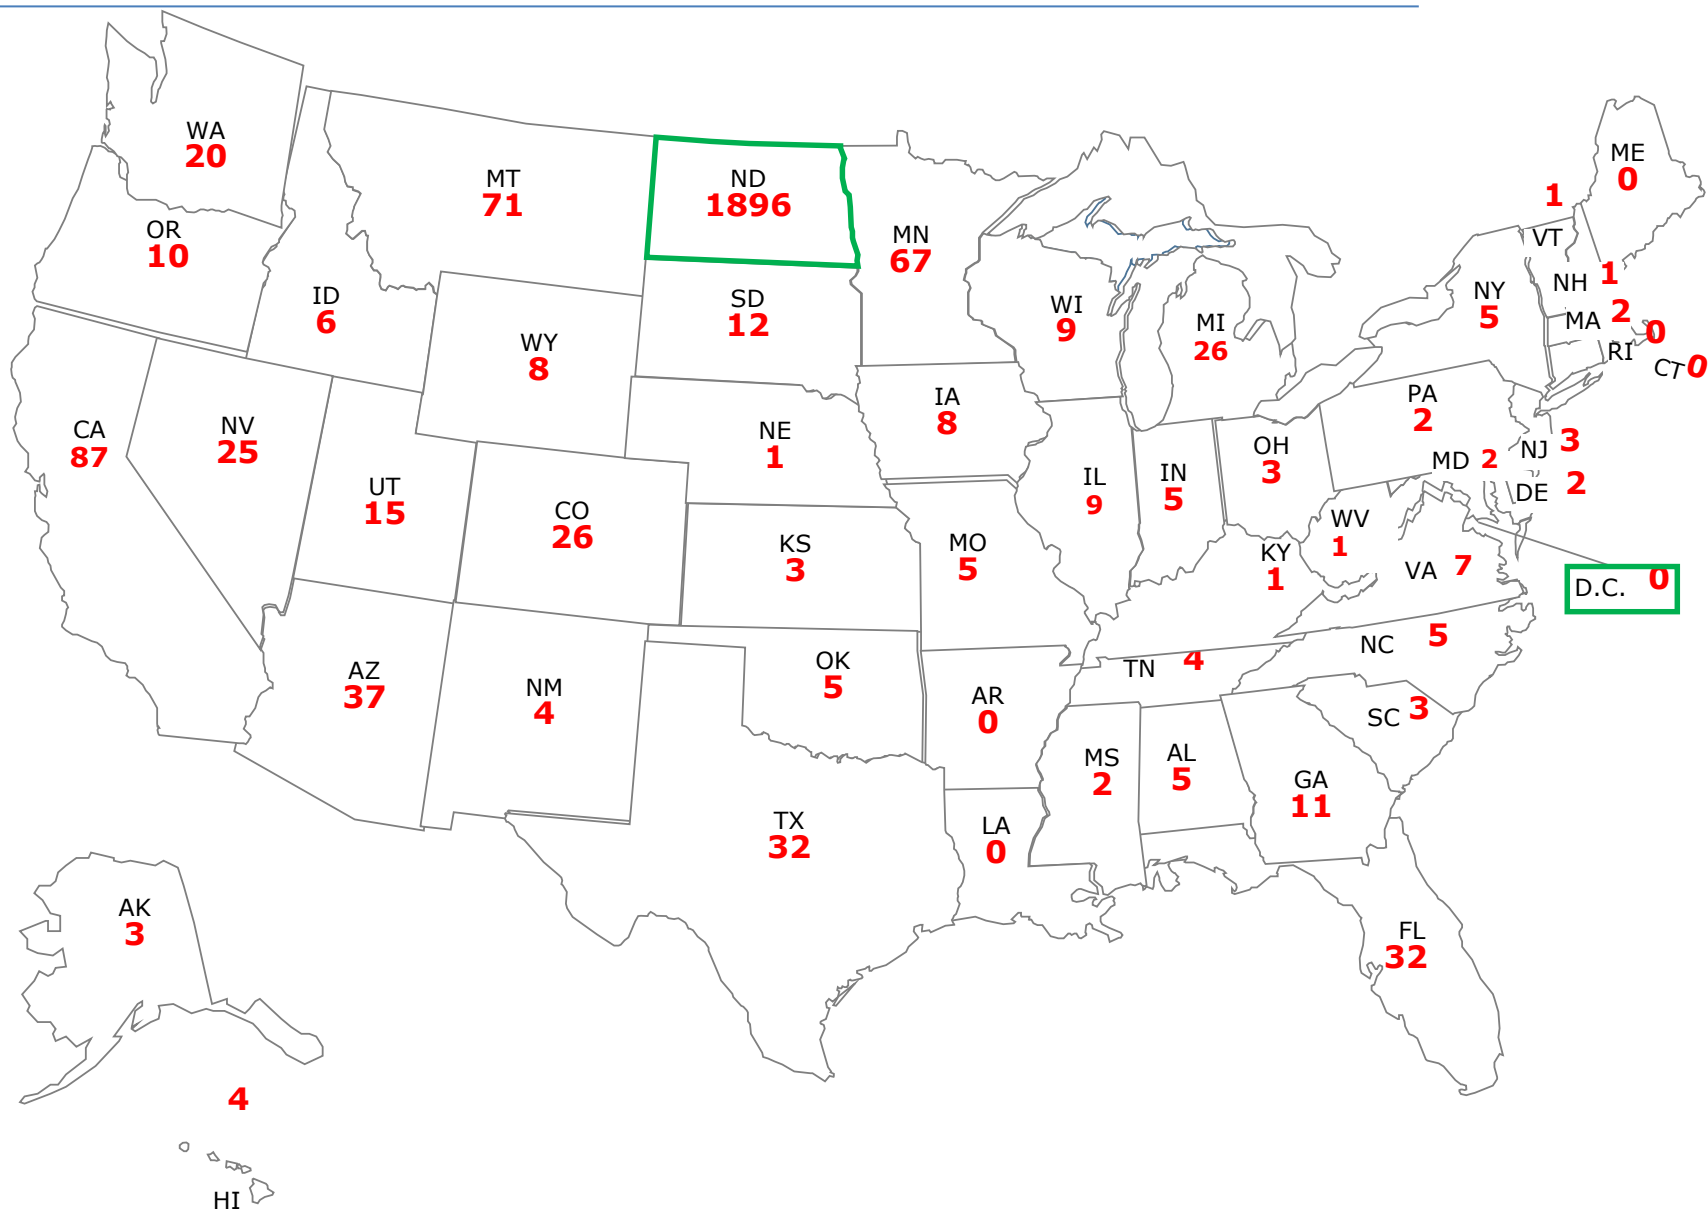 WA
20
OR
10
ID
6
MT
71
ND
1896
MN
67
SD
12
WY
8
WI
9
MI
26
CA
87
NV
25
UT
15
CO
26
NE
1
IA
8
KS
3
MO
5
IL
9
IN
5
OH
3
KY
1
WV
1
VA 7
PA
2
MD 2
NJ 3
DE 2
D.C. 0
NY
5
1
VT
ME
0
NH 1
MA 2
0
RI
CT 0
AZ
37
NM
4
OK
5
AR
0
TN 4
NC 5
SC 3
MS
2
AL
5
GA
11
TX
32
LA
0
FL
32
AK
3
4
HI